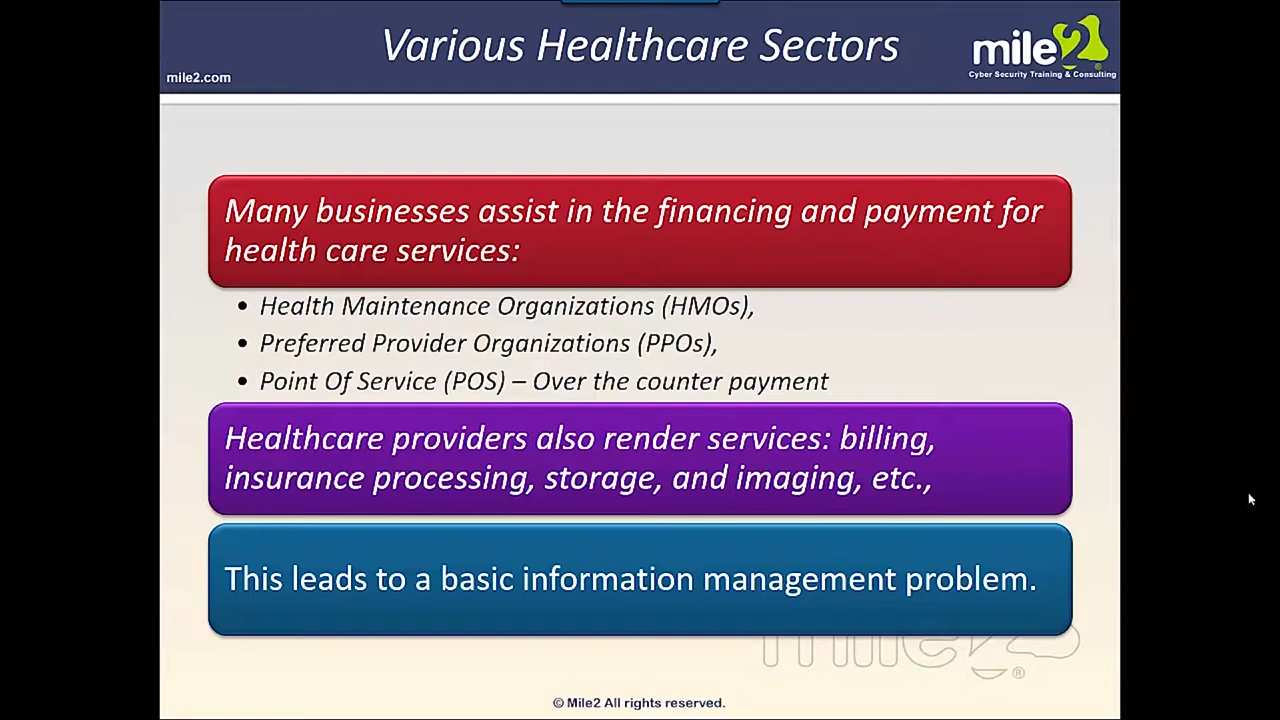 Various Healthcare Sectors
mile2
®
Cyber Security Training & Consulting
mile2.com
Many businesses assist in the financing and payment for
health care services:
• Health Maintenance Organizations (HMOs),
• Preferred Provider Organizations (PPOs),
• Point Of Service (POS) – Over the counter payment
Healthcare providers also render services: billing,
insurance processing, storage, and imaging, etc.,
This leads to a basic information management problem.
mile2
®
© Mile2 All rights reserved.